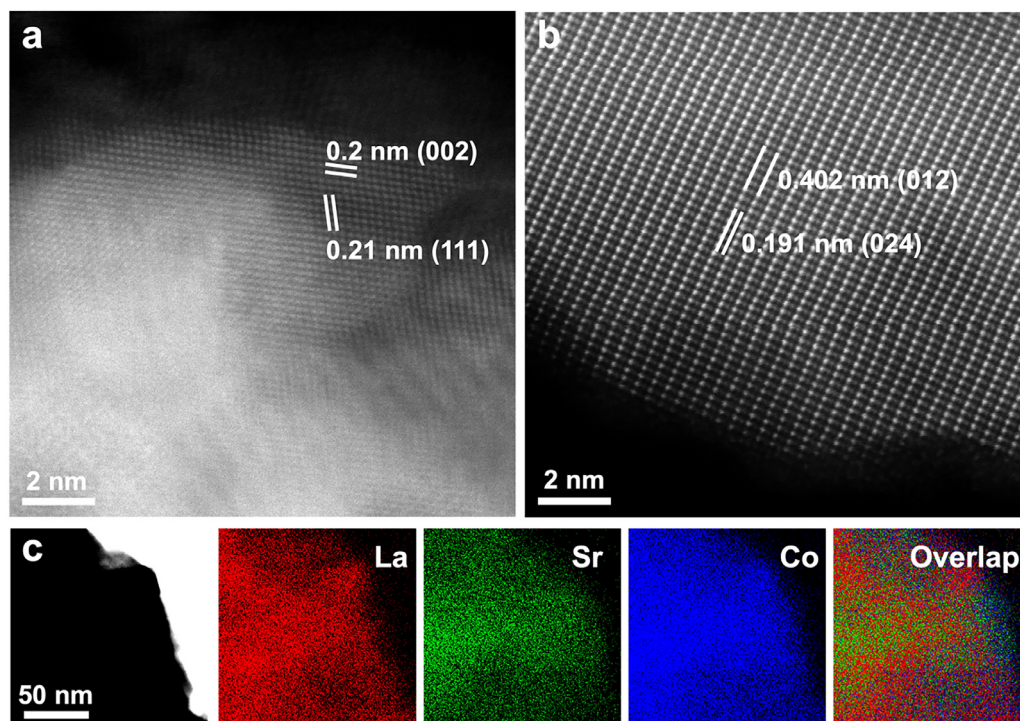 a
0.2 nm (002)
0.21 nm (111)
2 nm
b
0.402 nm (012)
0.191 nm (024)
2 nm
c
50 nm
La
Sr
Co
Overlap